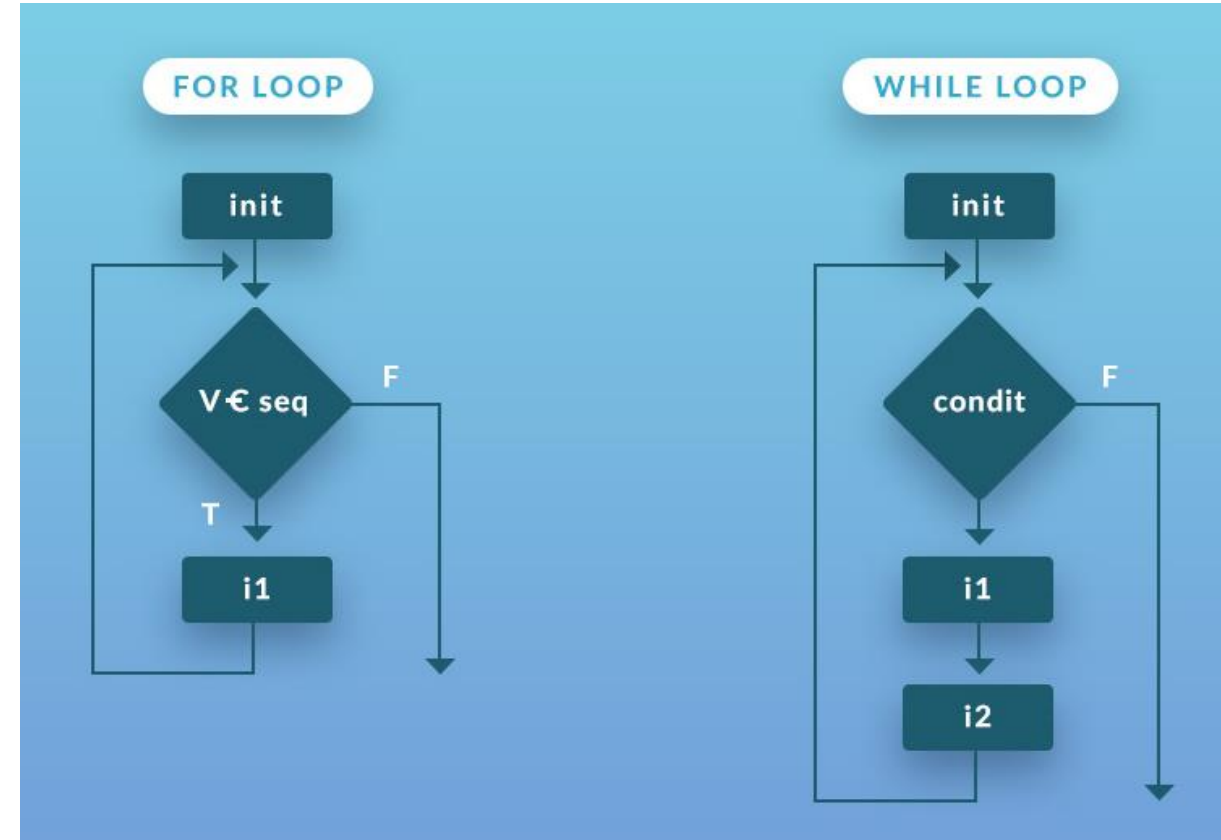 FOR LOOP
init
V € seq
F
T
i1
WHILE LOOP
init
condit
F
i1
i2